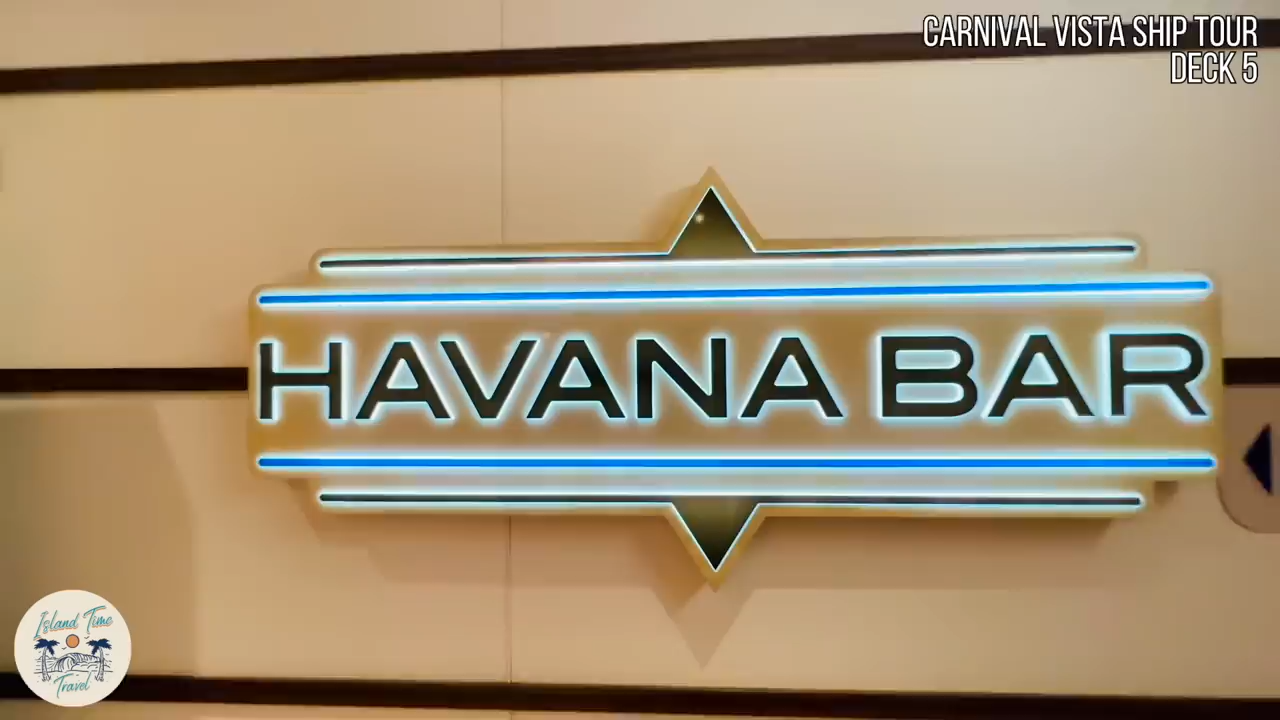 CARNIVAL VISTA SHIP TOUR
DECK 5
HAVANA BAR
Island Time
Travel